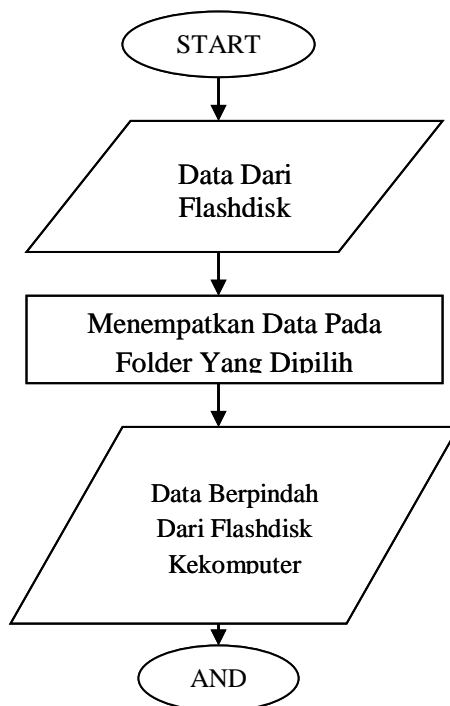 START
Data Dari
Flashdisk
Menempatkan Data Pada
Folder Yang Dipilih
Data Berpindah
Dari Flashdisk
Kekomputer
AND